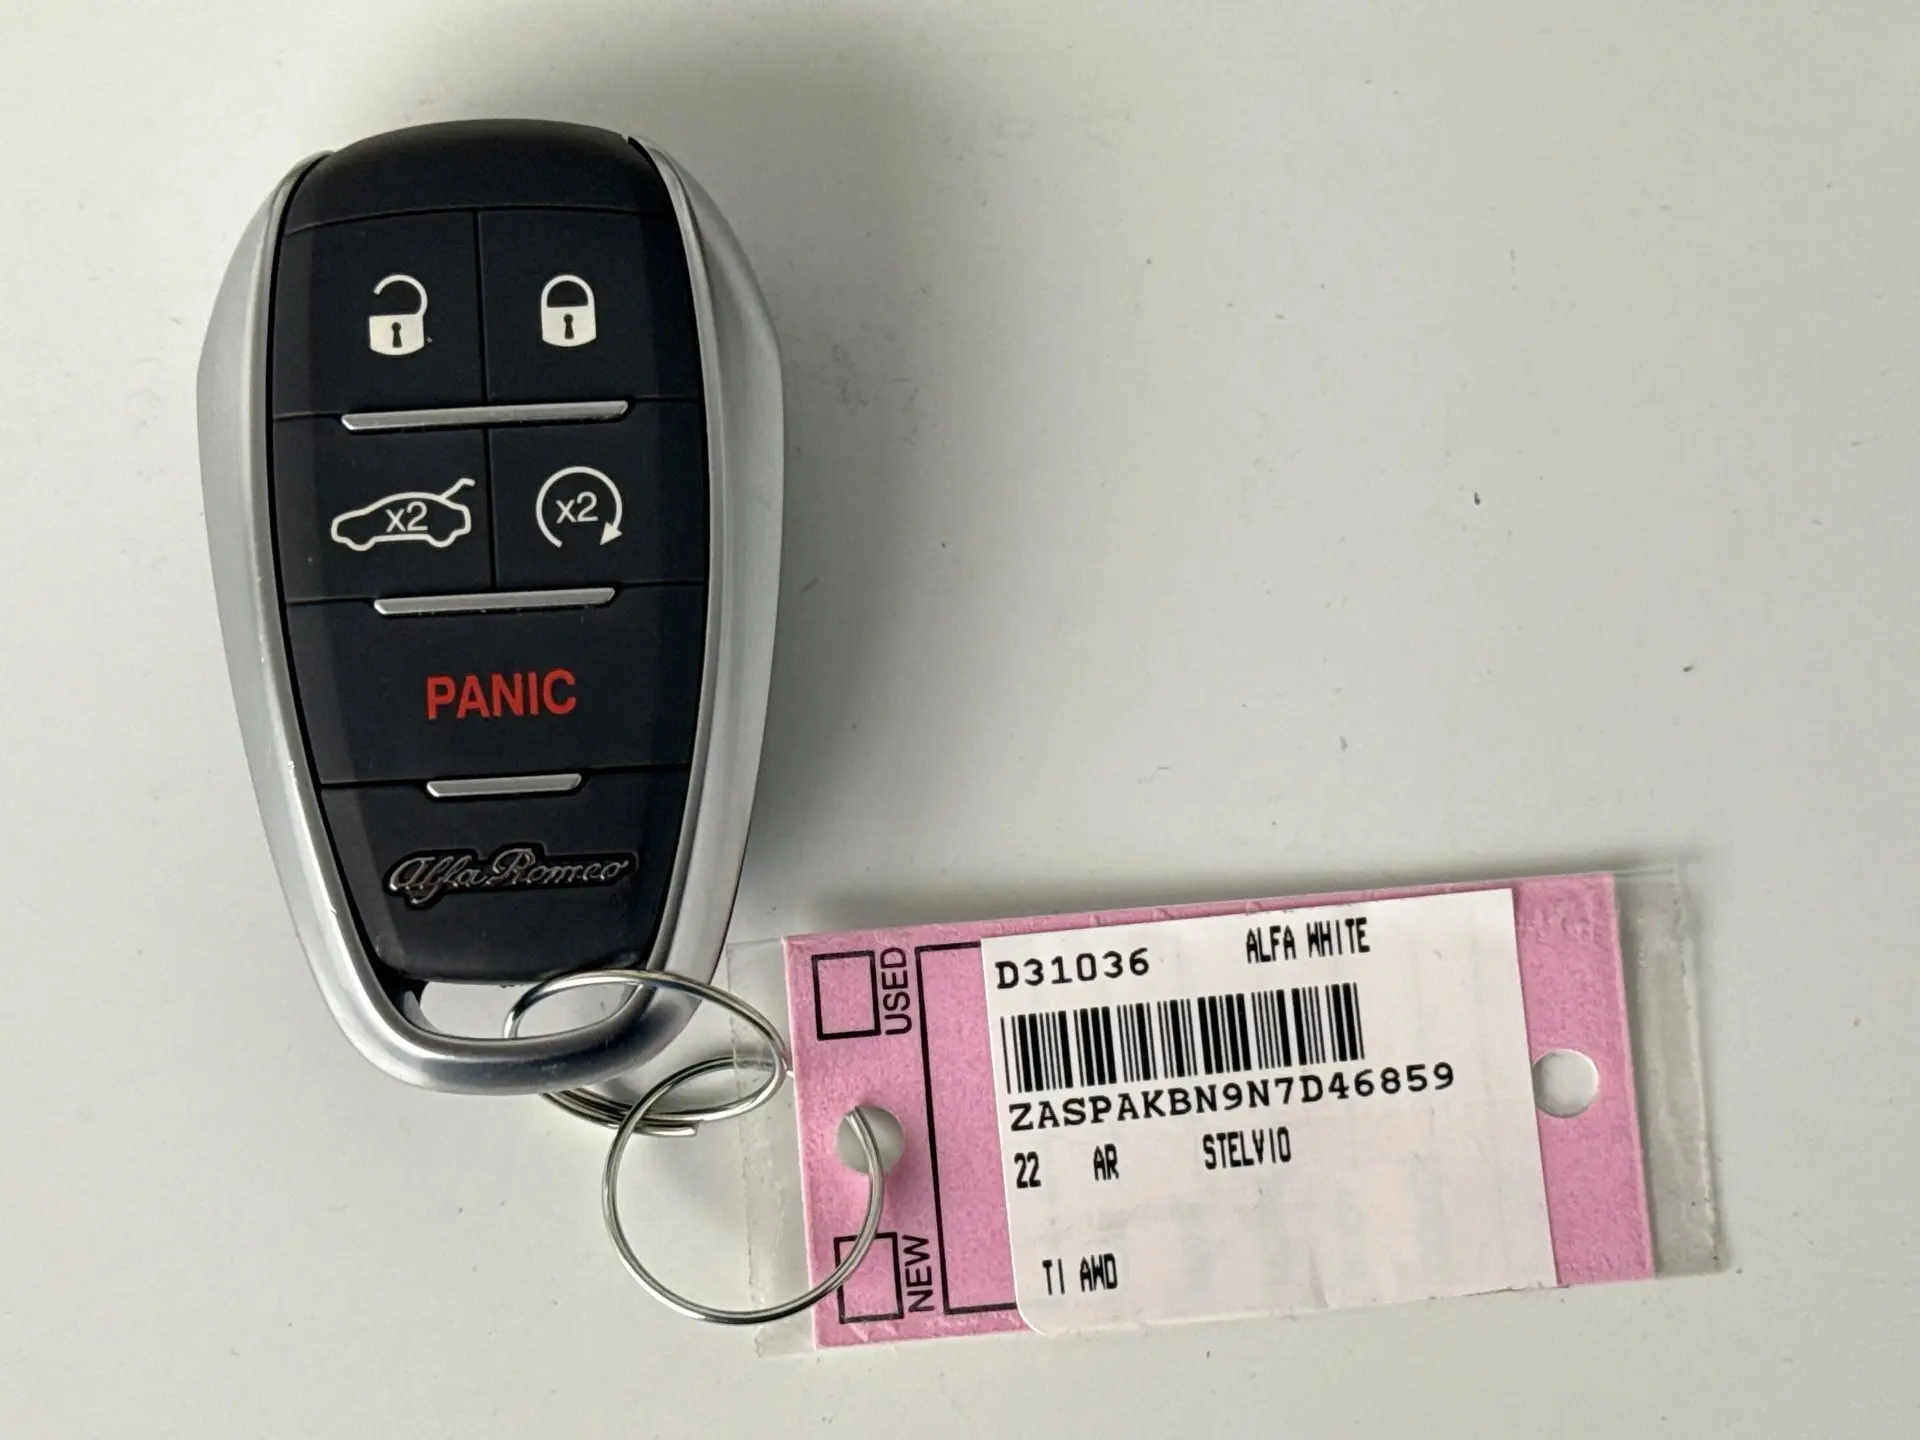 x2
x2
PANIC
Alfa Romeo
USED
NEW
D31036 ALFA WHITE
ZASPAKBN9N7D46859
22 AR STELVIO
TI AWD